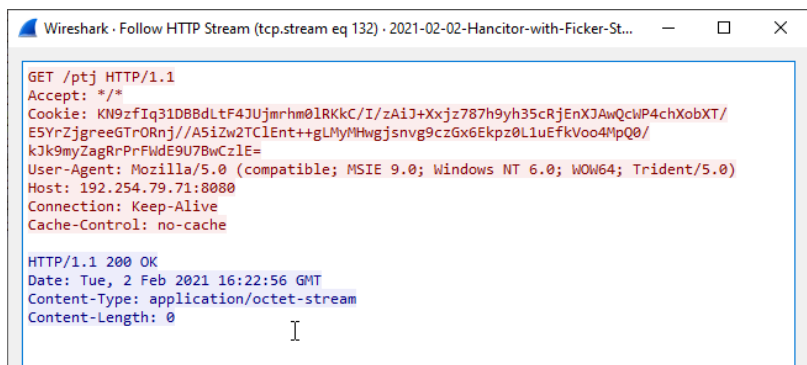 Wireshark · Follow HTTP Stream (tcp.stream eq 132) · 2021-02-02-Hancitor-with-Ficker-St...
GET /ptj HTTP/1.1
Accept: */*
Cookie: KN9zfIq31DBBdLtF4JUjmrhm0lRKkC/I/zAiJ+Xxjz787h9yh35cRjEnXJAwQcWP4chXobXT/
E5YrZjgreeGTrORnj//A5iZw2TClEnt++gLMyMHwgjsnvg9czGx6Ekpz0L1uEfkVoo4MpQ0/
kJk9myZagRrPrFWdE9U7BwCzlE=
User-Agent: Mozilla/5.0 (compatible; MSIE 9.0; Windows NT 6.0; WOW64; Trident/5.0)
Host: 192.254.79.71:8080
Connection: Keep-Alive
Cache-Control: no-cache
HTTP/1.1 200 OK
Date: Tue, 2 Feb 2021 16:22:56 GMT
Content-Type: application/octet-stream
Content-Length: 0